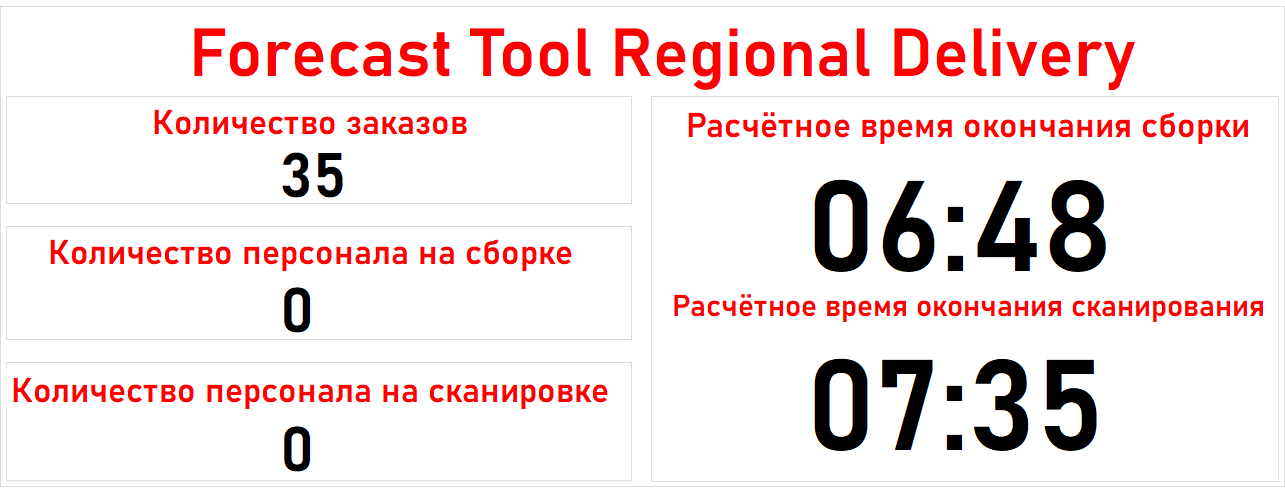 Forecast Tool Regional Delivery
Количество заказов
35
Количество персонала на сборке
0
Количество персонала на сканировке
0
Расчётное время окончания сборки
06:48
Расчётное время окончания сканирования
07:35